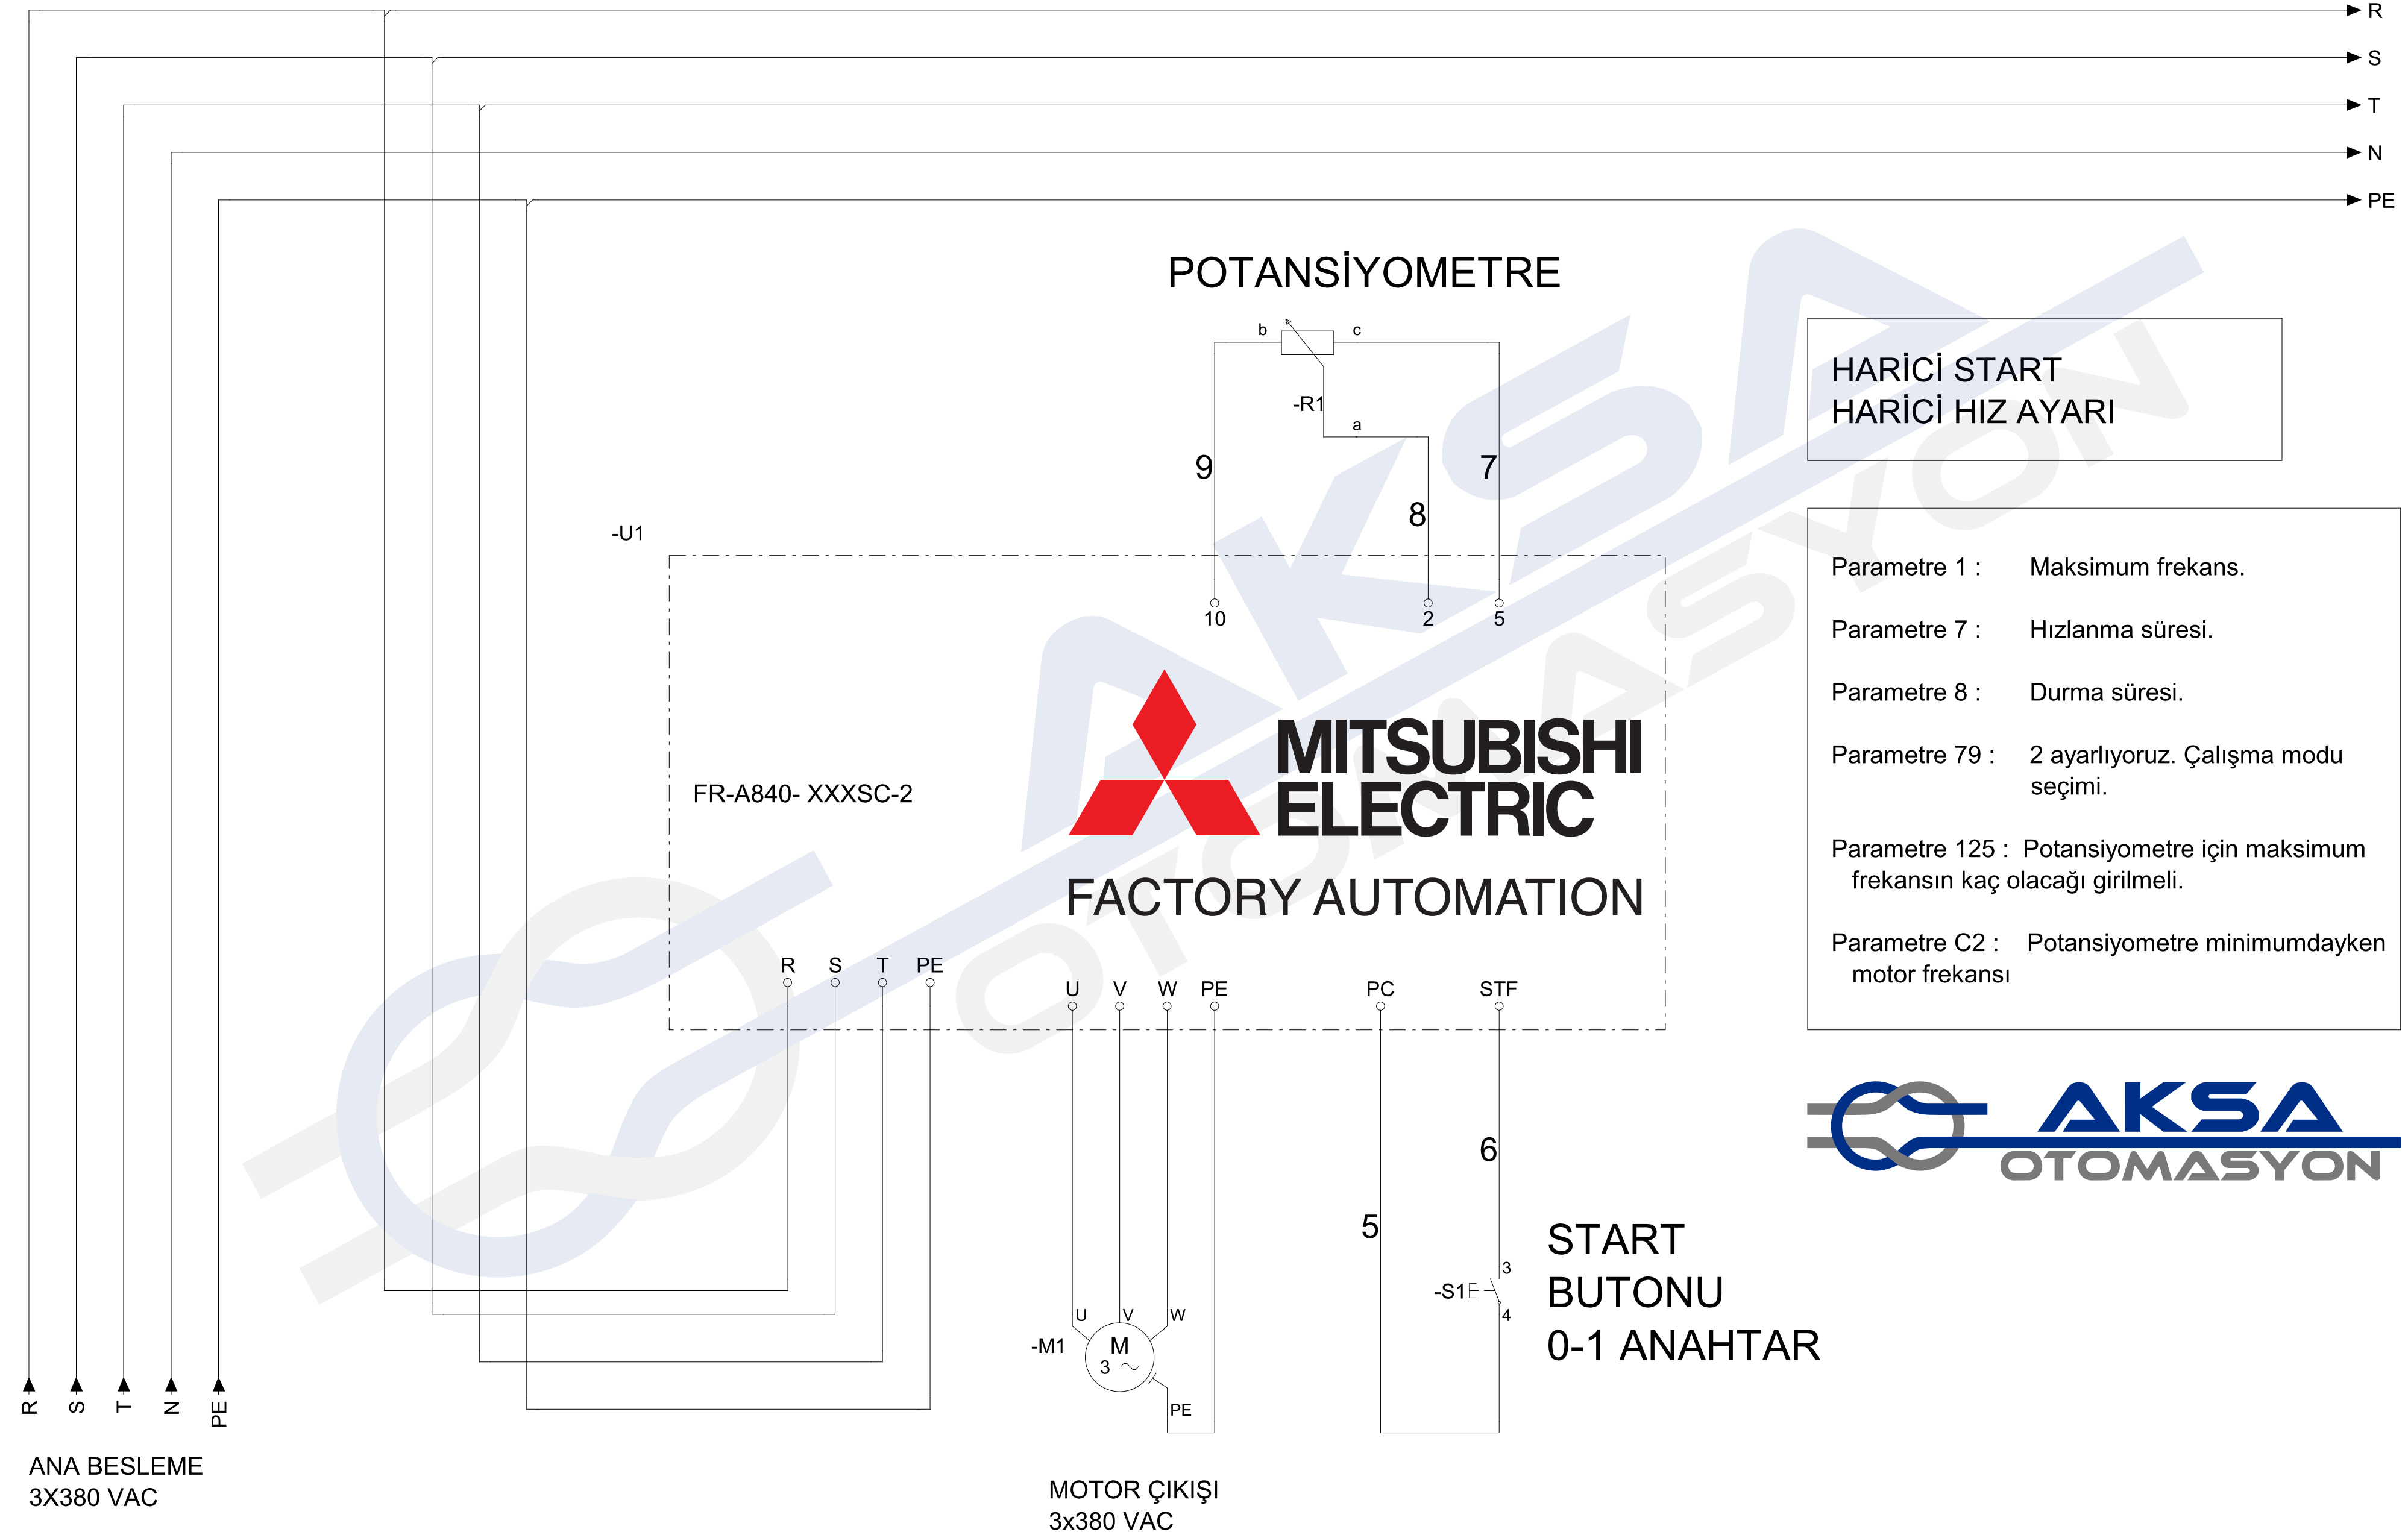 R
S
T
N
PE
POTANSİYOMETRE
b
c
-R1
a
9
7
8
HARİCİ START
HARİCİ HIZ AYARI
-U1
10
2
5
Parametre 1 : Maksimum frekans.
Parametre 7 : Hızlanma süresi.
Parametre 8 : Durma süresi.
Parametre 79 : 2 ayarlıyoruz. Çalışma modu
seçimi.
Parametre 125 : Potansiyometre için maksimum
frekansın kaç olacağı girilmeli.
Parametre C2 : Potansiyometre minimumdayken
motor frekansı
FR-A840- XXXSC-2
MITSUBISHI
ELECTRIC
FACTORY AUTOMATION
R S T PE
U V W PE
PC STF
AKSA
OTOMASYON
AKSA
OTOMASYON
6
5
START
BUTONU
0-1 ANAHTAR
-S1
3
4
U V W
-M1
M
3
PE
R S T N PE
ANA BESLEME
3X380 VAC
MOTOR ÇIKIŞI
3x380 VAC